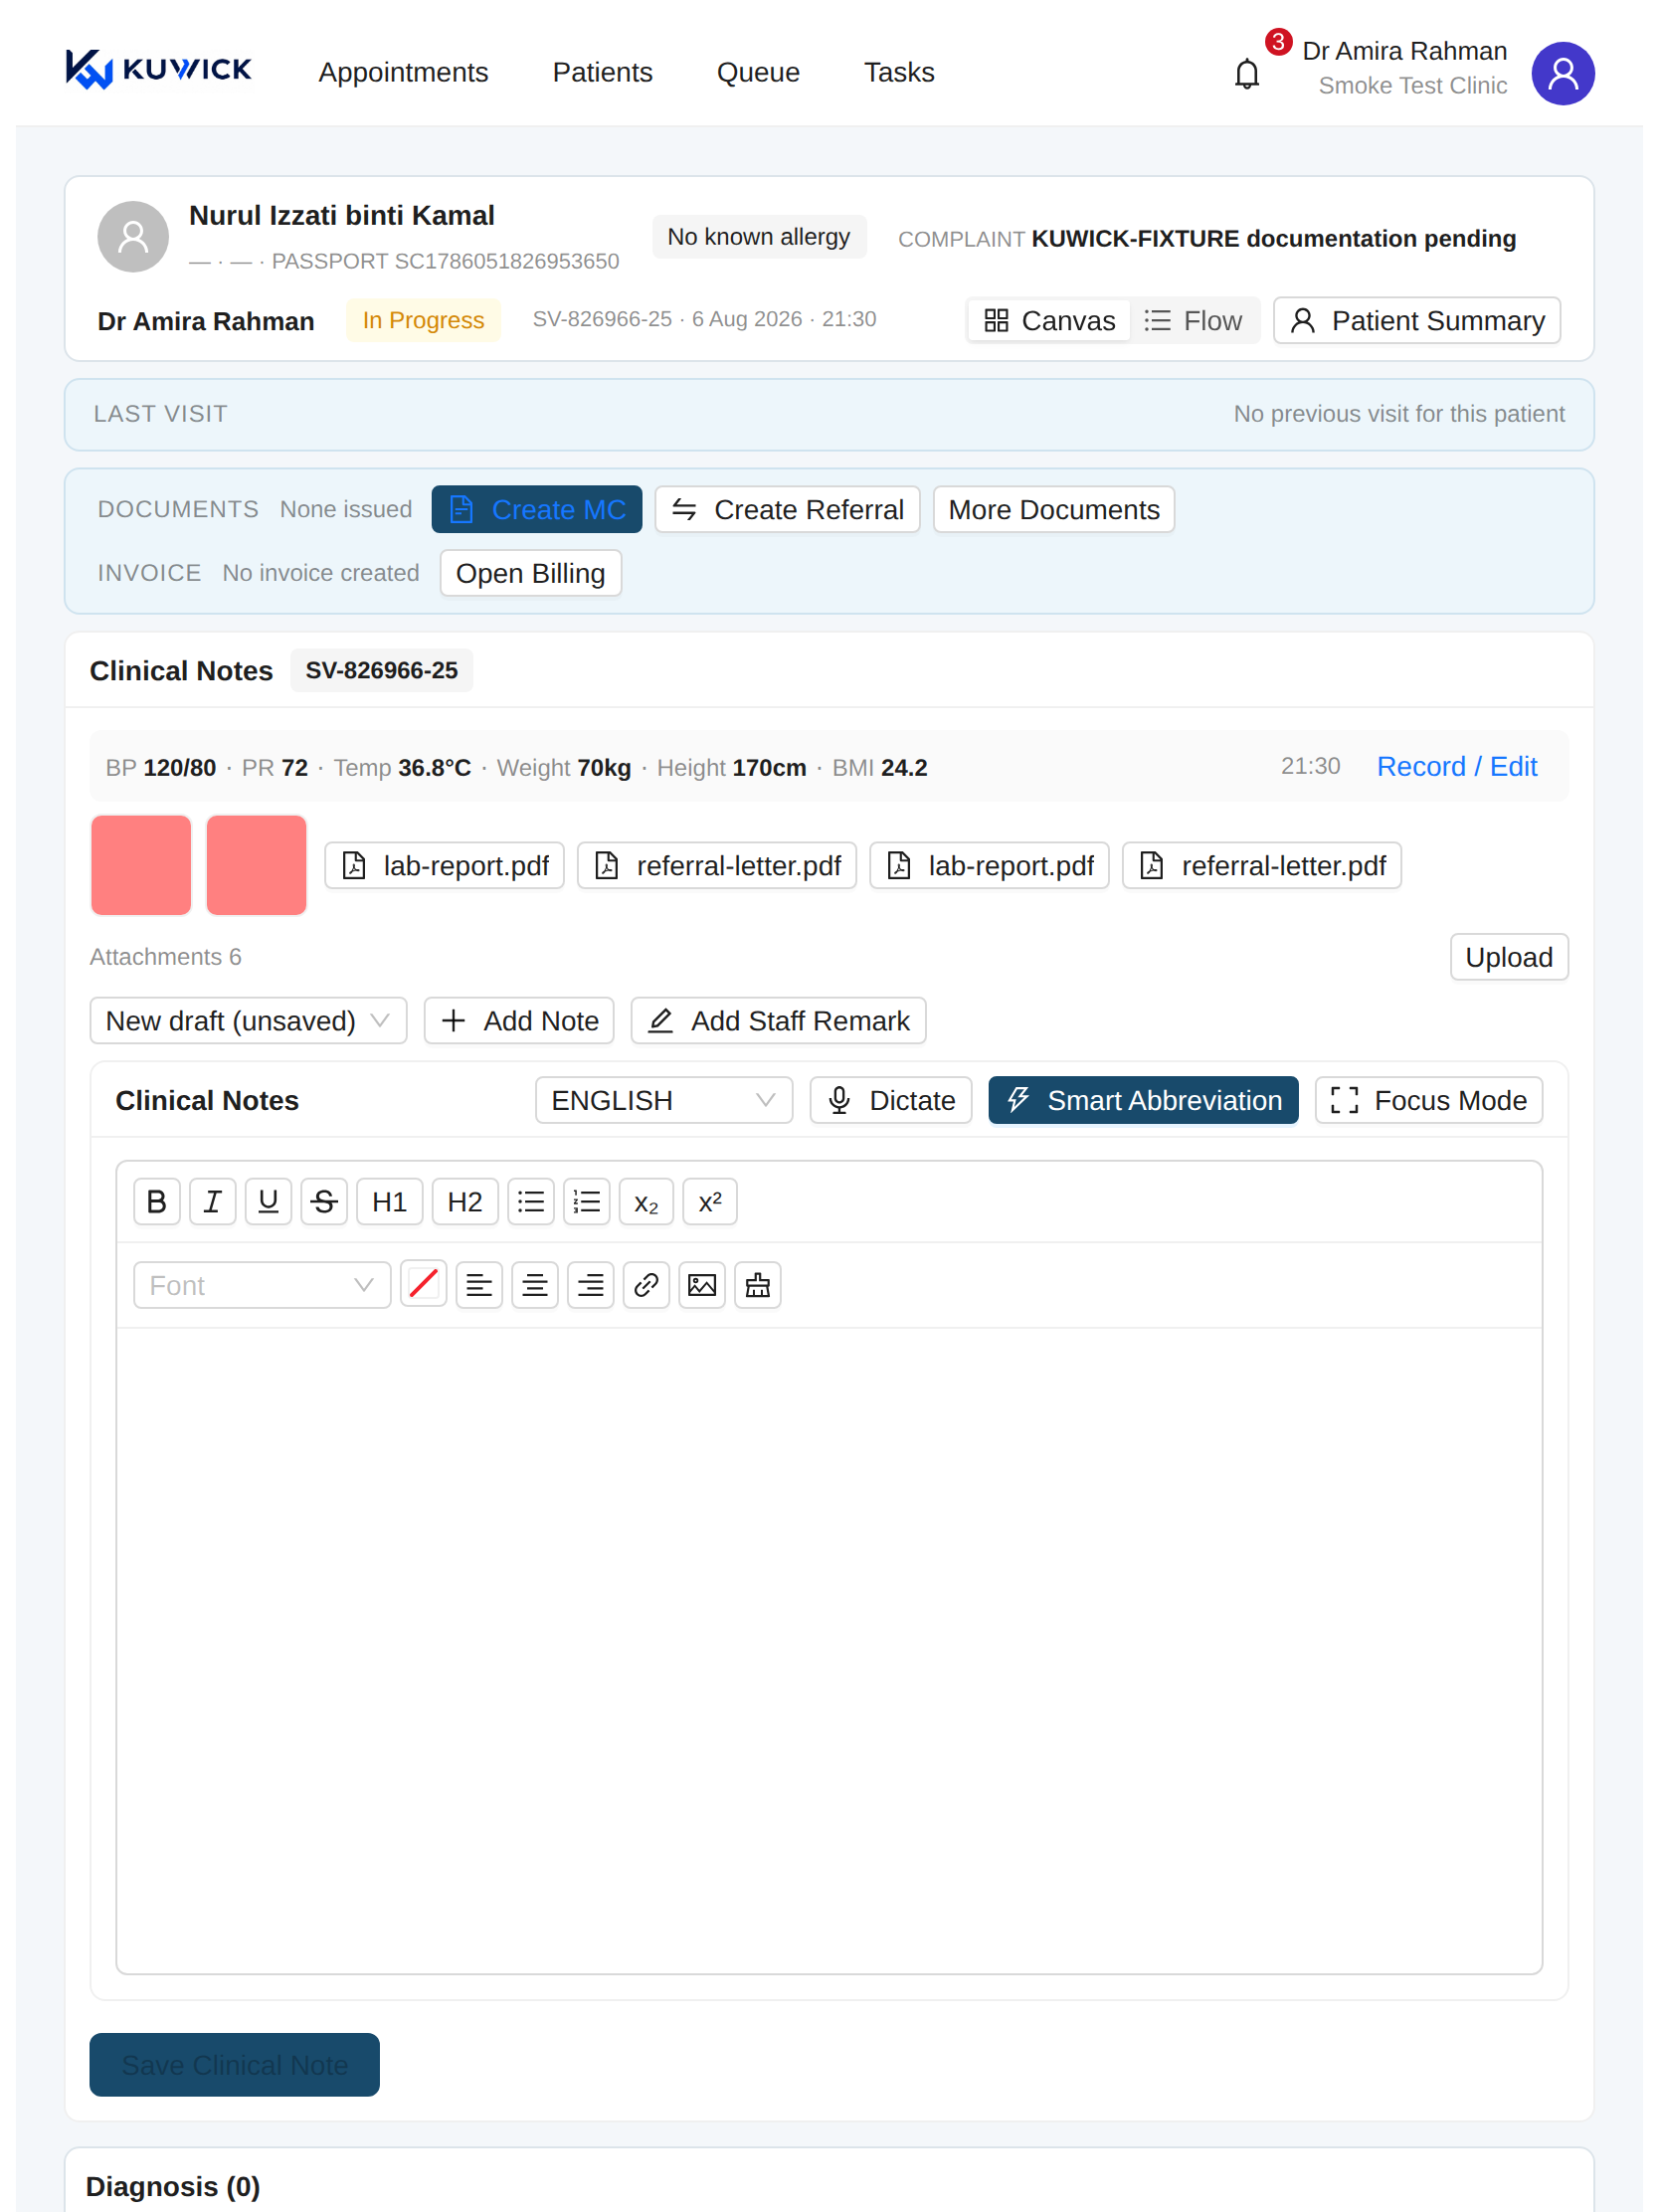 KUWICK Appointments Patients Queue Tasks 3 Dr Amira Rahman
Smoke Test Clinic
Nurul Izzati binti Kamal
— · — · PASSPORT SC1786051826953650
No known allergy
COMPLAINT KUWICK-FIXTURE documentation pending
Dr Amira Rahman In Progress SV-826966-25 · 6 Aug 2026 · 21:30 Canvas Flow Patient Summary
LAST VISIT No previous visit for this patient
DOCUMENTS None issued Create MC Create Referral More Documents
INVOICE No invoice created Open Billing
Clinical Notes SV-826966-25
BP 120/80 · PR 72 · Temp 36.8°C · Weight 70kg · Height 170cm · BMI 24.2 21:30 Record / Edit
lab-report.pdf referral-letter.pdf lab-report.pdf referral-letter.pdf
Attachments 6 Upload
New draft (unsaved) Add Note Add Staff Remark
Clinical Notes ENGLISH Dictate Smart Abbreviation Focus Mode
B I U S H1 H2 x₂ x²
Font
Save Clinical Note
Diagnosis (0)